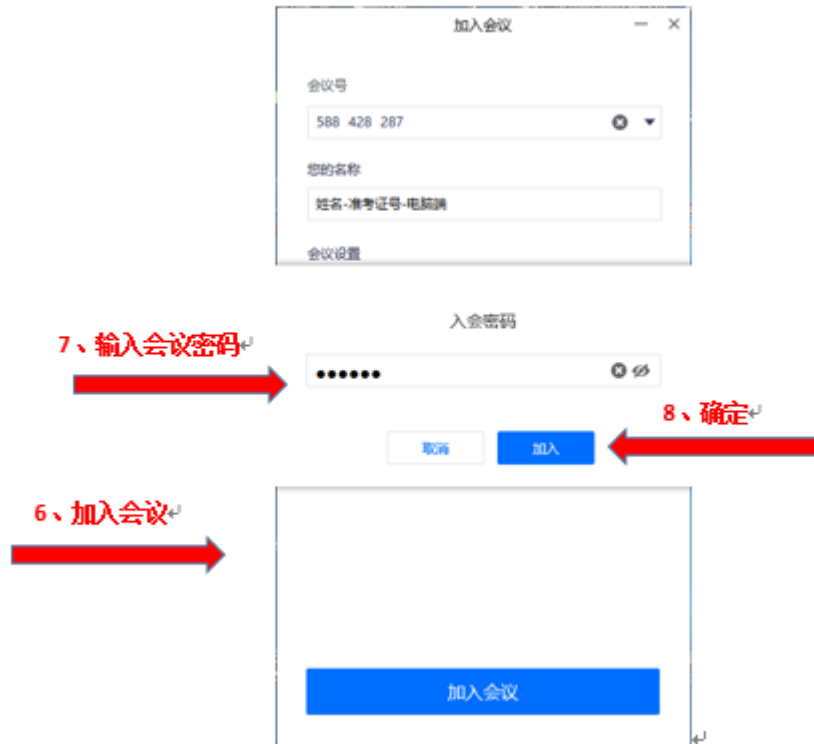 加入会议
会议号
588 428 287
您的名称
姓名-准考证号-电脑端
会议设置
入会密码
7、输入会议密码
••••••
8、确定
取消
加入
6、加入会议
加入会议